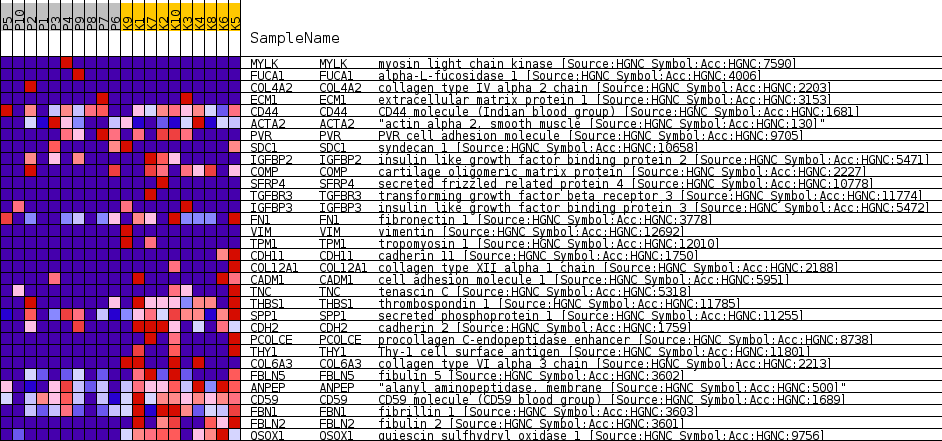 P5 P10 P2 P1 P3 P4 P9 P8 P7 P6 K9 K1 K7 K2 K10 K3 K4 K8 K6 K5
SampleName
MYLK MYLK myosin light chain kinase [Source:HGNC Symbol;Acc:HGNC:7590]
FUCA1 FUCA1 alpha-L-fucosidase 1 [Source:HGNC Symbol;Acc:HGNC:4006]
COL4A2 COL4A2 collagen type IV alpha 2 chain [Source:HGNC Symbol;Acc:HGNC:2203]
ECM1 ECM1 extracellular matrix protein 1 [Source:HGNC Symbol;Acc:HGNC:3153]
CD44 CD44 CD44 molecule (Indian blood group) [Source:HGNC Symbol;Acc:HGNC:1681]
ACTA2 ACTA2 "actin alpha 2, smooth muscle [Source:HGNC Symbol;Acc:HGNC:130]"
PVR PVR PVR cell adhesion molecule [Source:HGNC Symbol;Acc:HGNC:9705]
SDC1 SDC1 syndecan 1 [Source:HGNC Symbol;Acc:HGNC:10658]
IGFBP2 IGFBP2 insulin like growth factor binding protein 2 [Source:HGNC Symbol;Acc:HGNC:5471]
COMP COMP cartilage oligomeric matrix protein [Source:HGNC Symbol;Acc:HGNC:2227]
SFRP4 SFRP4 secreted frizzled related protein 4 [Source:HGNC Symbol;Acc:HGNC:10778]
TGFBR3 TGFBR3 transforming growth factor beta receptor 3 [Source:HGNC Symbol;Acc:HGNC:11774]
IGFBP3 IGFBP3 insulin like growth factor binding protein 3 [Source:HGNC Symbol;Acc:HGNC:5472]
FN1 FN1 fibronectin 1 [Source:HGNC Symbol;Acc:HGNC:3778]
VIM VIM vimentin [Source:HGNC Symbol;Acc:HGNC:12692]
TPM1 TPM1 tropomyosin 1 [Source:HGNC Symbol;Acc:HGNC:12010]
CDH11 CDH11 cadherin 11 [Source:HGNC Symbol;Acc:HGNC:1750]
COL12A1 COL12A1 collagen type XII alpha 1 chain [Source:HGNC Symbol;Acc:HGNC:2188]
CADM1 CADM1 cell adhesion molecule 1 [Source:HGNC Symbol;Acc:HGNC:5951]
TNC TNC tenascin C [Source:HGNC Symbol;Acc:HGNC:5318]
THBS1 THBS1 thrombospondin 1 [Source:HGNC Symbol;Acc:HGNC:11785]
SPP1 SPP1 secreted phosphoprotein 1 [Source:HGNC Symbol;Acc:HGNC:11255]
CDH2 CDH2 cadherin 2 [Source:HGNC Symbol;Acc:HGNC:1759]
PCOLCE PCOLCE procollagen C-endopeptidase enhancer [Source:HGNC Symbol;Acc:HGNC:8738]
THY1 THY1 Thy-1 cell surface antigen [Source:HGNC Symbol;Acc:HGNC:11801]
COL6A3 COL6A3 collagen type VI alpha 3 chain [Source:HGNC Symbol;Acc:HGNC:2213]
FBLN5 FBLN5 fibulin 5 [Source:HGNC Symbol;Acc:HGNC:3602]
ANPEP ANPEP "alanyl aminopeptidase, membrane [Source:HGNC Symbol;Acc:HGNC:500]"
CD59 CD59 CD59 molecule (CD59 blood group) [Source:HGNC Symbol;Acc:HGNC:1689]
FBN1 FBN1 fibrillin 1 [Source:HGNC Symbol;Acc:HGNC:3603]
FBLN2 FBLN2 fibulin 2 [Source:HGNC Symbol;Acc:HGNC:3601]
QSOX1 QSOX1 quiescin sulfhydryl oxidase 1 [Source:HGNC Symbol;Acc:HGNC:9756]